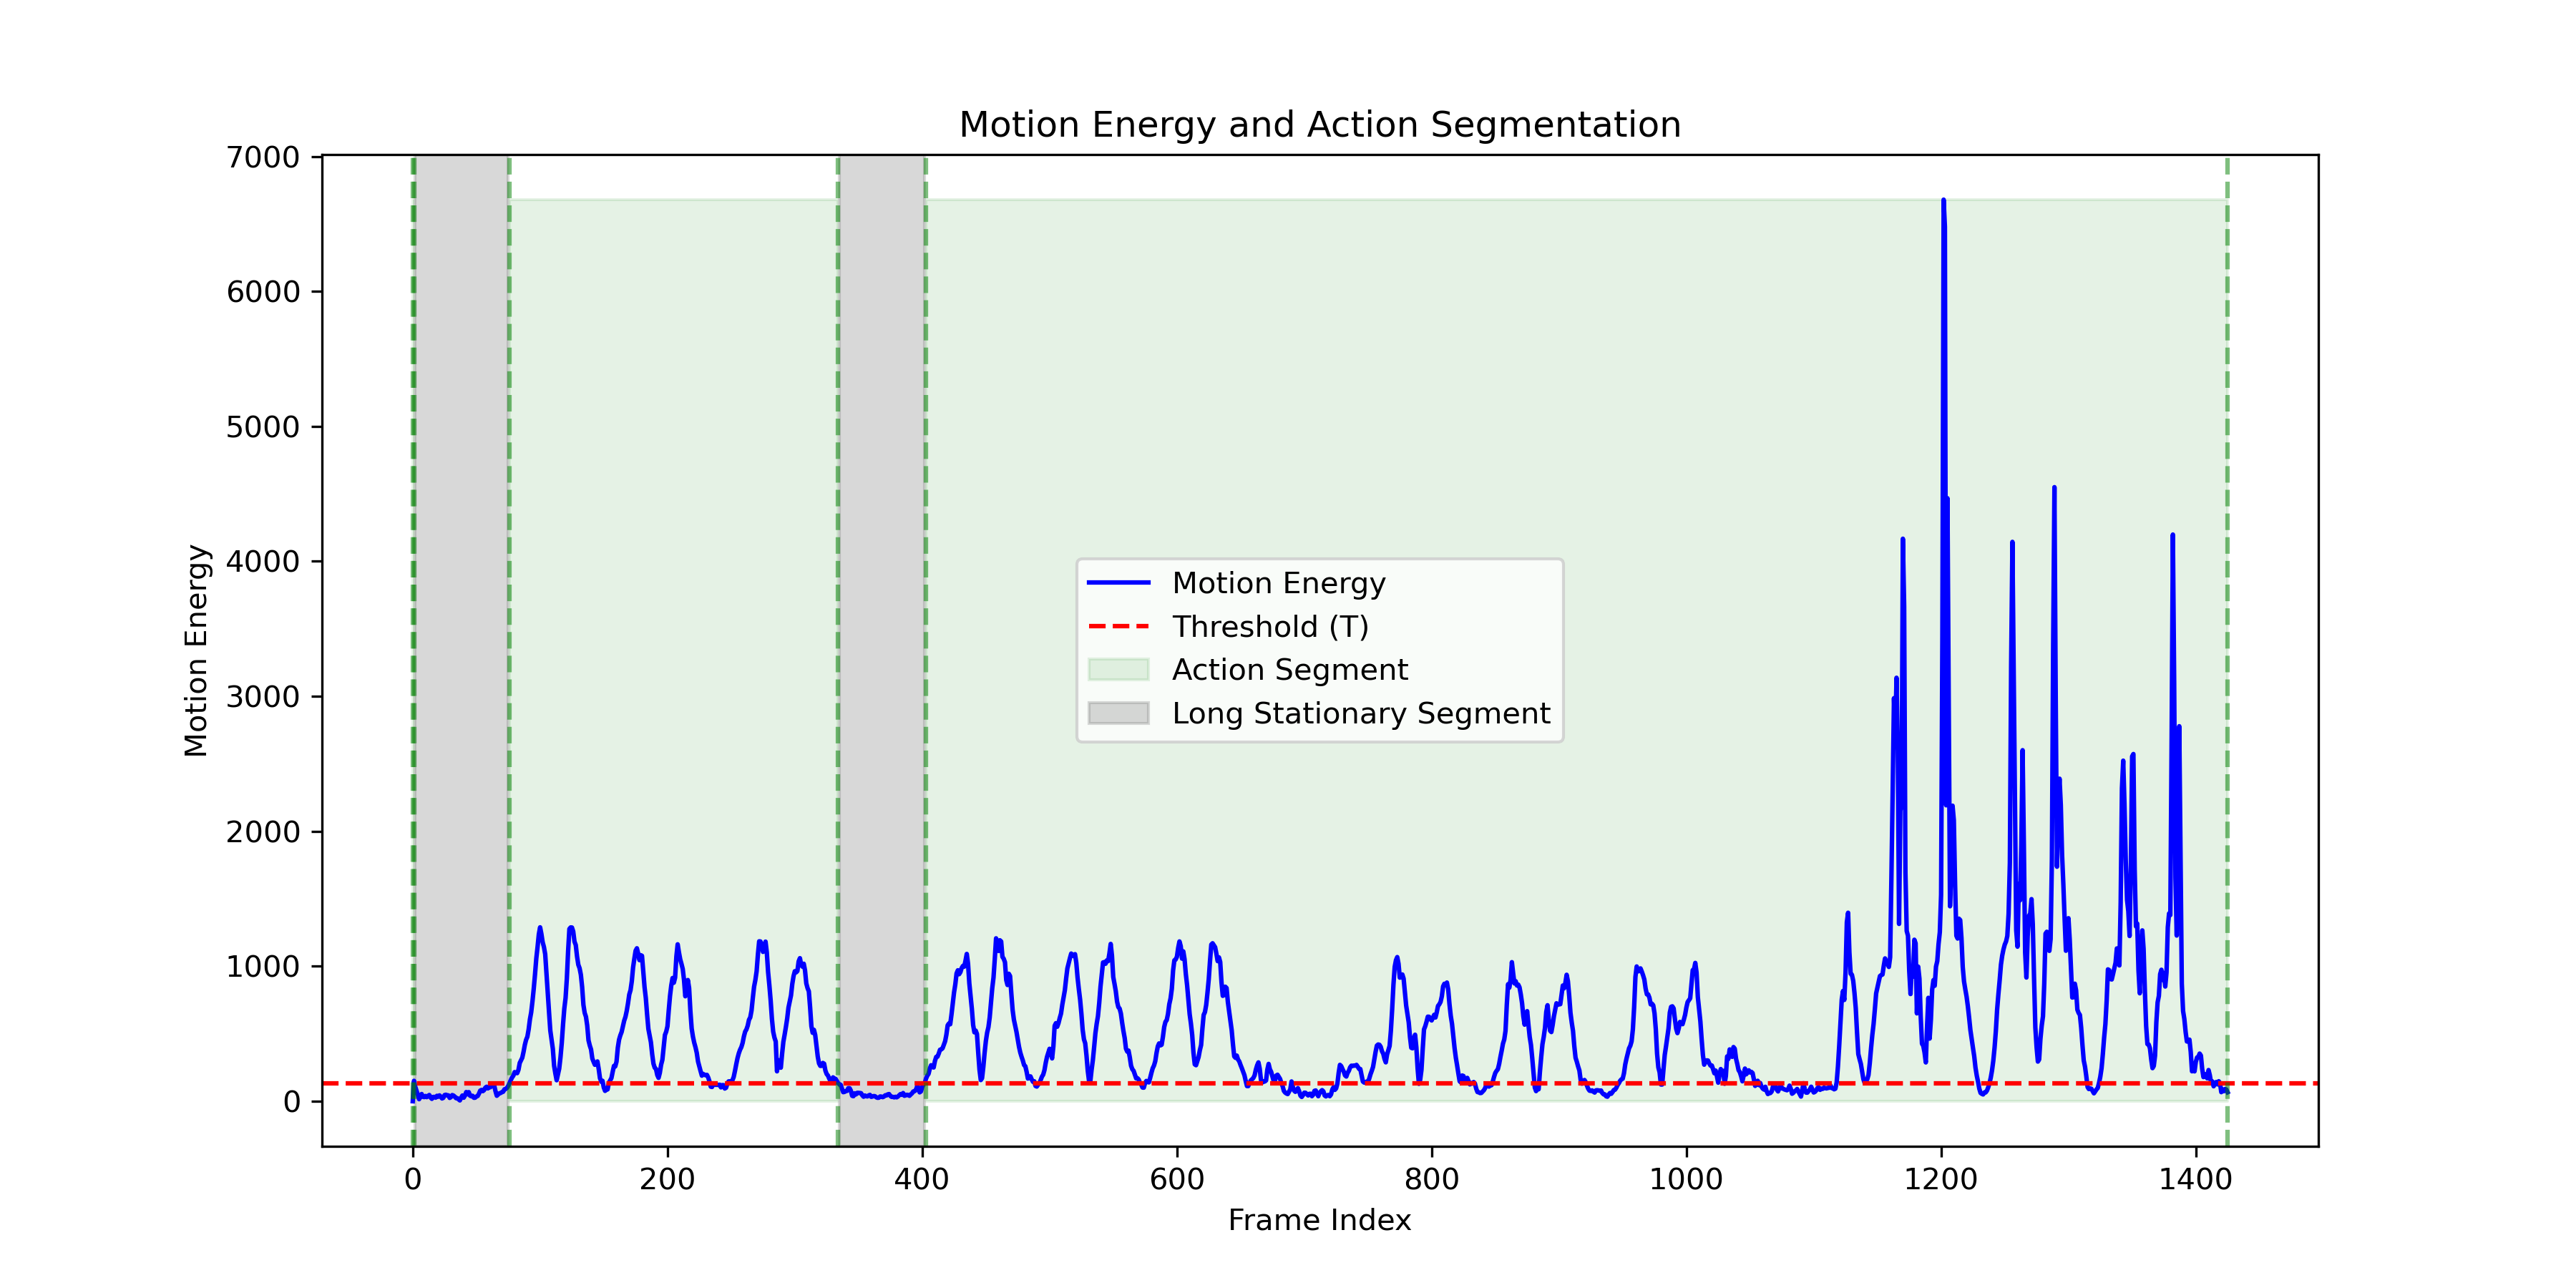 Motion Energy and Action Segmentation
7000
6000
5000
4000
3000
2000
1000
0
Motion Energy
Motion Energy
Threshold (T)
Action Segment
Long Stationary Segment
0 200 400 600 800 1000 1200 1400
Frame Index